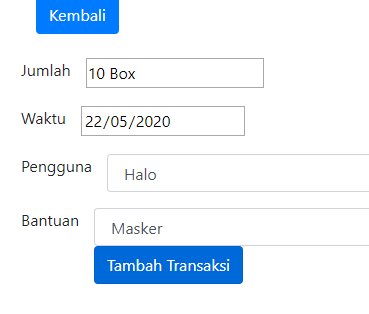 Kembali
Jumlah 10 Box
Waktu 22/05/2020
Pengguna Halo
Bantuan Masker
Tambah Transaksi